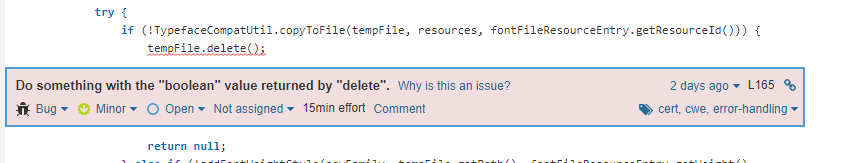 try {
if (!TypefaceCompatUtil.copyToFile(tempFile, resources, fontFileResourceEntry.getResourceId())) {
tempFile.delete();
Do something with the "boolean" value returned by "delete". Why is this an issue? 2 days ago L165
Bug Minor Open Not assigned 15min effort Comment cert, cwe, error-handling
return null;